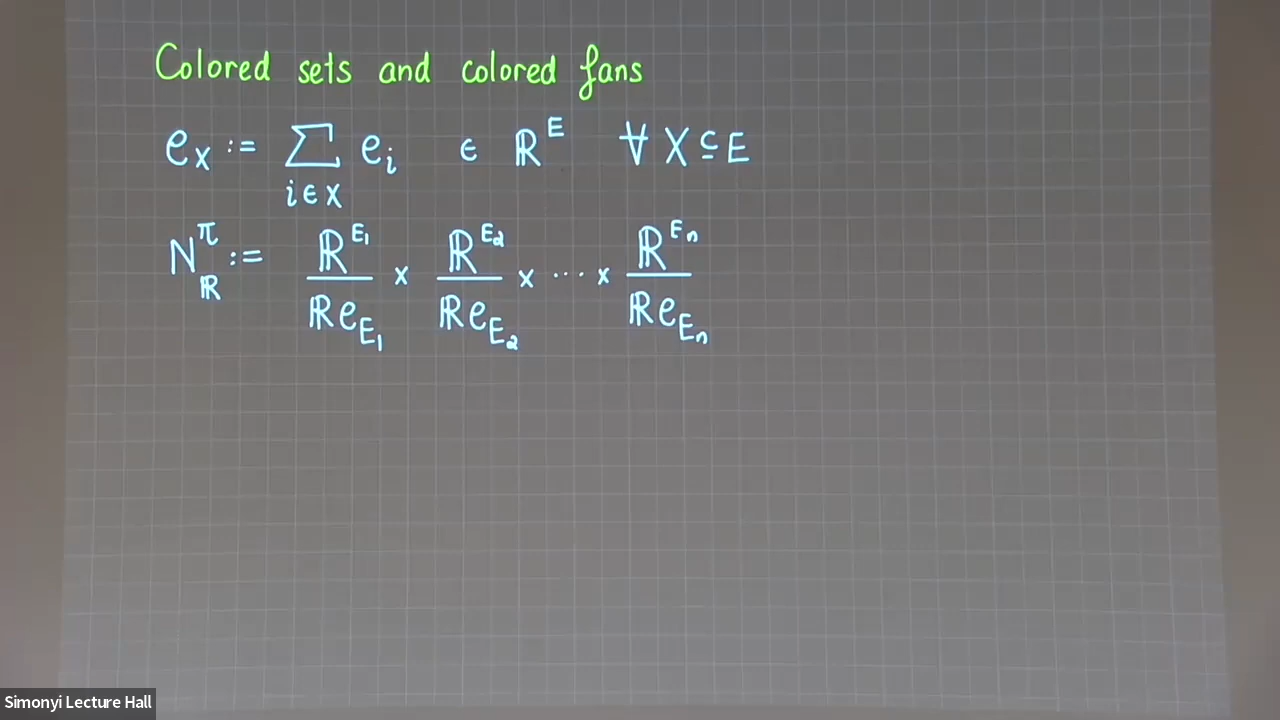 Colored sets and colored fans
e_X := ∑_{i∈X} e_i ∈ ℝ^E ∀ X ⊆ E
N_ℝ^π := ℝ^{E_1}/ℝe_{E_1} × ℝ^{E_2}/ℝe_{E_2} × ⋯ × ℝ^{E_n}/ℝe_{E_n}
Simonyi Lecture Hall